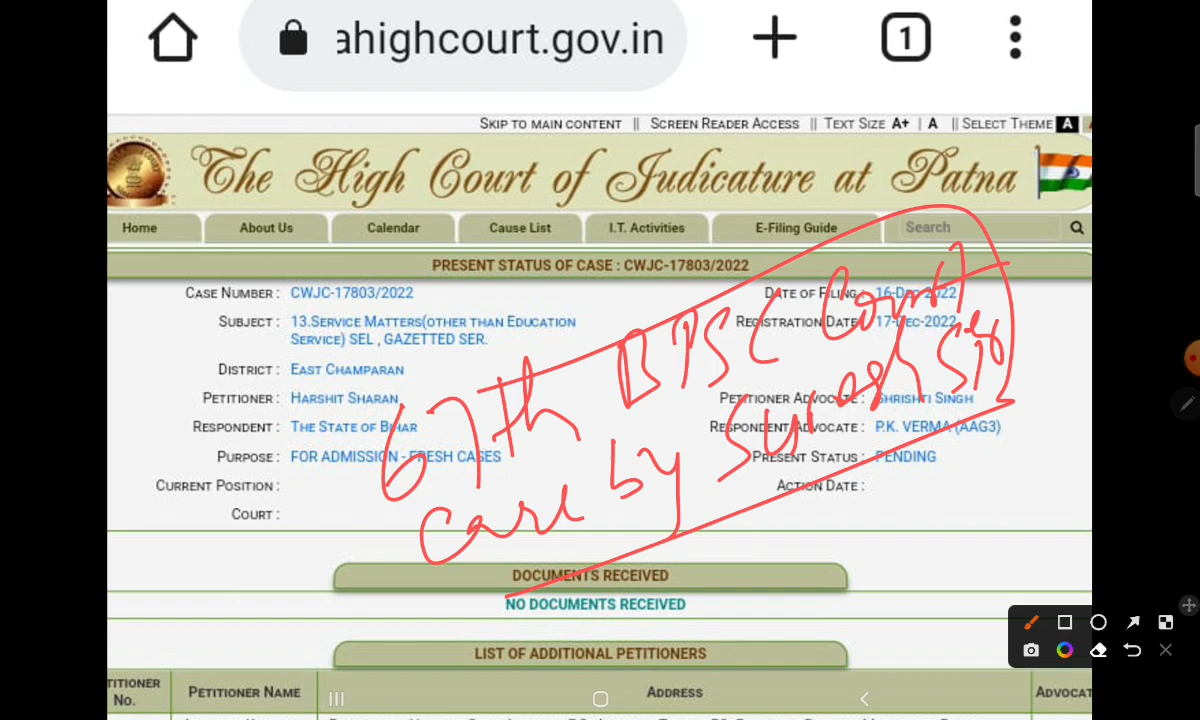 ahighcourt.gov.in
1
SKIP TO MAIN CONTENT || SCREEN READER ACCESS || TEXT SIZE A+ | A || SELECT THEME A
The High Court of Judicature at Patna
Home About Us Calendar Cause List I.T. Activities E-Filing Guide Search
PRESENT STATUS OF CASE : CWJC-17803/2022
CASE NUMBER : CWJC-17803/2022 DATE OF FILING : 16-DEC-2022
SUBJECT : 13.SERVICE MATTERS(OTHER THAN EDUCATION SERVICE) SEL , GAZETTED SER. REGISTRATION DATE : 17-DEC-2022
DISTRICT : EAST CHAMPARAN
PETITIONER : HARSHIT SHARAN PETITIONER ADVOCATE : SHRISHTI SINGH
RESPONDENT : THE STATE OF BIHAR RESPONDENT ADVOCATE : P.K. VERMA (AAG3)
PURPOSE : FOR ADMISSION - FRESH CASES PRESENT STATUS : PENDING
CURRENT POSITION : ACTION DATE :
COURT :
67th BPSC Court
case by Suresh Sir
DOCUMENTS RECEIVED
NO DOCUMENTS RECEIVED
LIST OF ADDITIONAL PETITIONERS
TITIONER No. PETITIONER NAME ADDRESS ADVOCAT